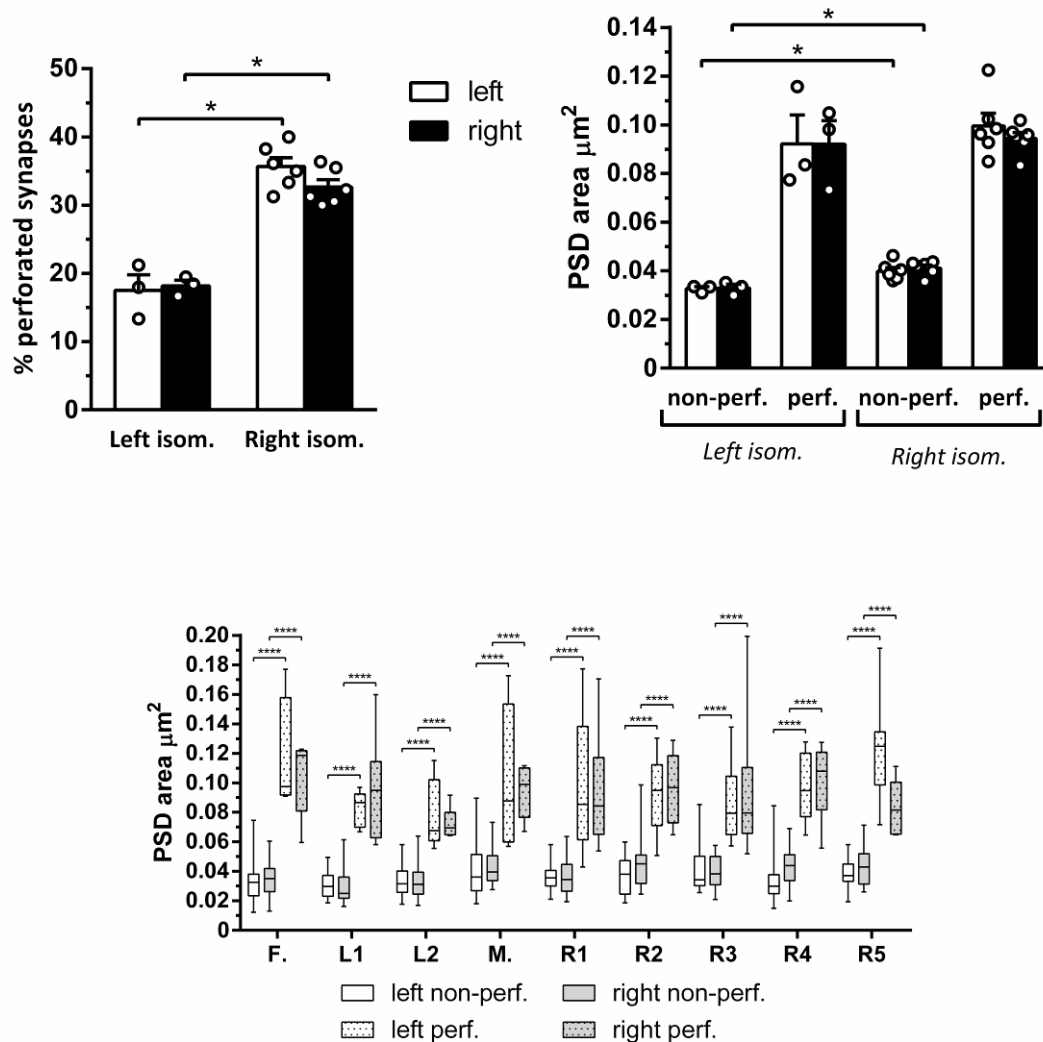 % perforated synapses
50
40
30
20
10
0
*
*
Left isom. Right isom.
left
right
PSD area μm2
0.14
0.12
0.10
0.08
0.06
0.04
0.02
0
*
*
non-perf. perf. non-perf. perf.
Left isom. Right isom.
PSD area μm2
0.20
0.18
0.16
0.14
0.12
0.10
0.08
0.06
0.04
0.02
0
**** **** **** **** **** **** **** **** **** **** **** **** **** **** **** **** **** ****
F. L1 L2 M. R1 R2 R3 R4 R5
left non-perf. right non-perf.
left perf. right perf.